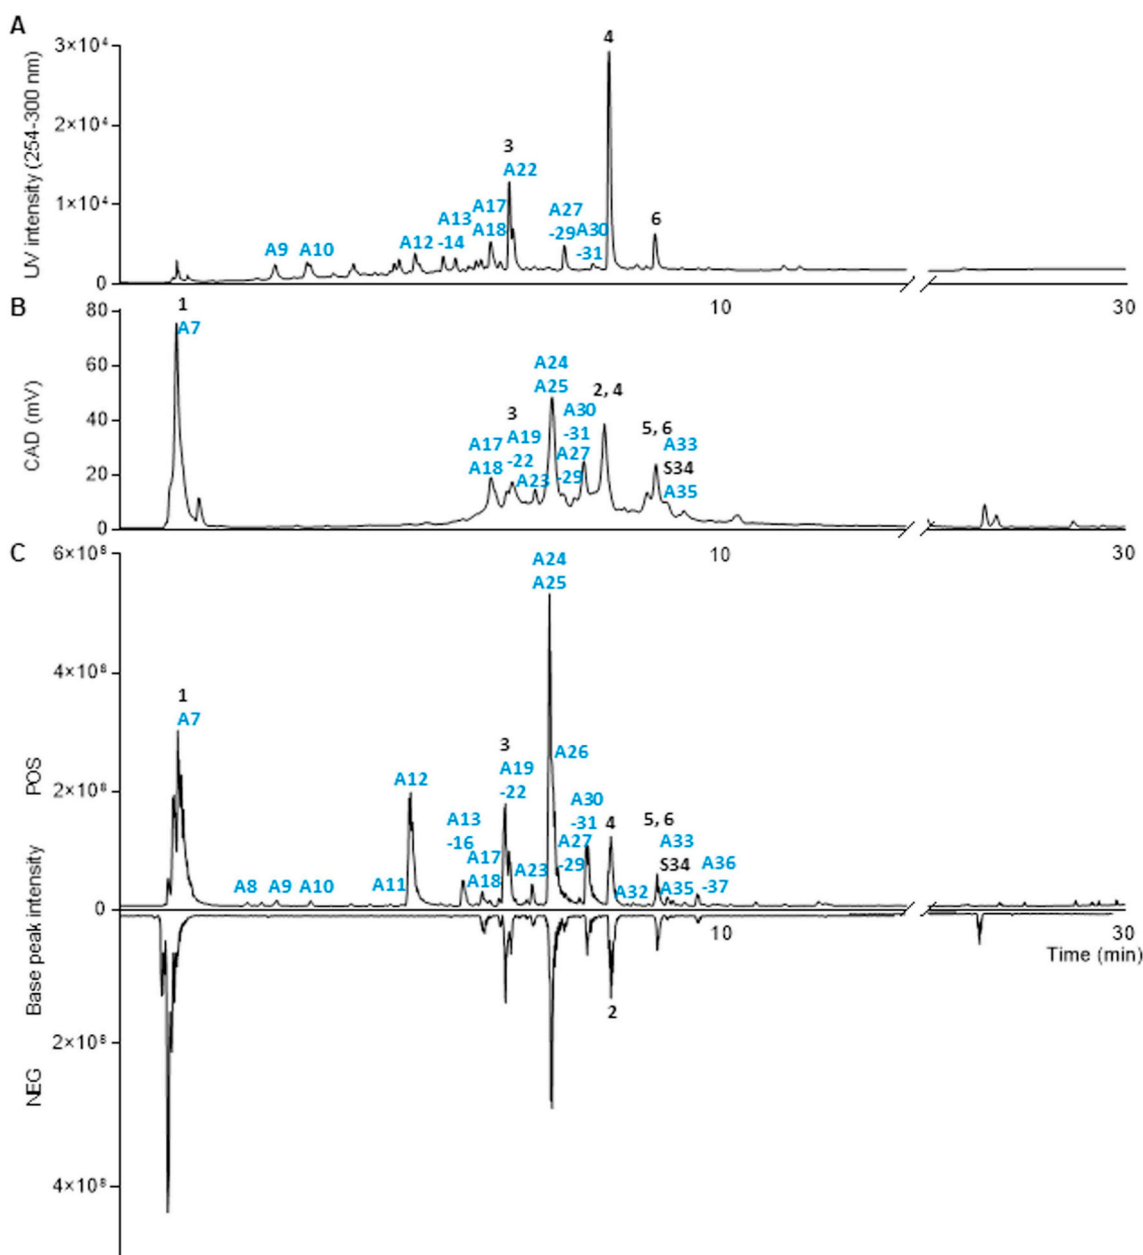 A
UV intensity (254-300 nm)
3×10⁴
2×10⁴
1×10⁴
0
A9
A10
A12
A13
-14
A17
A18
3
A22
A27
-29
A30
-31
4
6
10
30
B
CAD (mV)
80
60
40
20
0
1
A7
A17
A18
3
A19
-22
A23
A24
A25
A30
-31
A27
-29
2, 4
5, 6
A33
S34
A35
10
30
C
Base peak intensity
POS
NEG
6×10⁸
4×10⁸
2×10⁸
0
2×10⁸
4×10⁸
1
A7
A8
A9
A10
A11
A12
A13
-16
A17
A18
3
A19
-22
A23
A24
A25
A26
A30
-31
A27
-29
4
A32
5, 6
A33
S34
A35
A36
-37
2
10
30
Time (min)